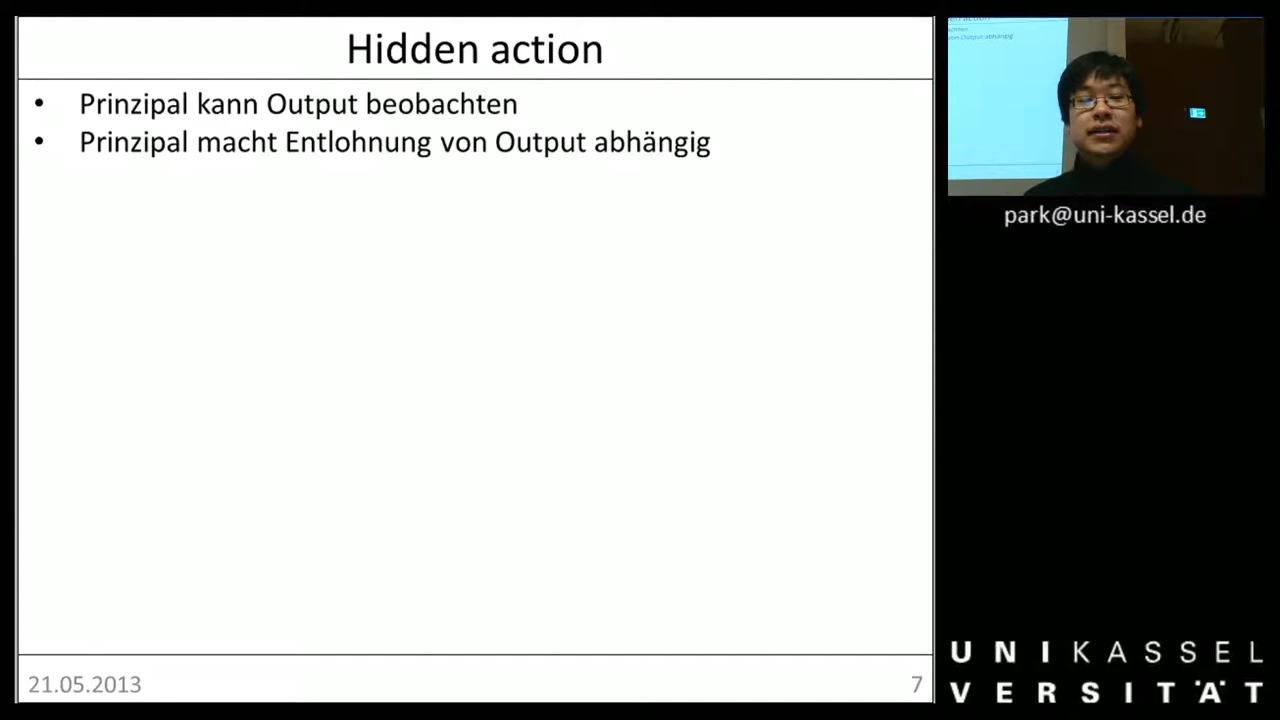 Hidden action
• Prinzipal kann Output beobachten
• Prinzipal macht Entlohnung von Output abhängig
21.05.2013
7
park@uni-kassel.de
UNIKASSEL
VERSITÄT